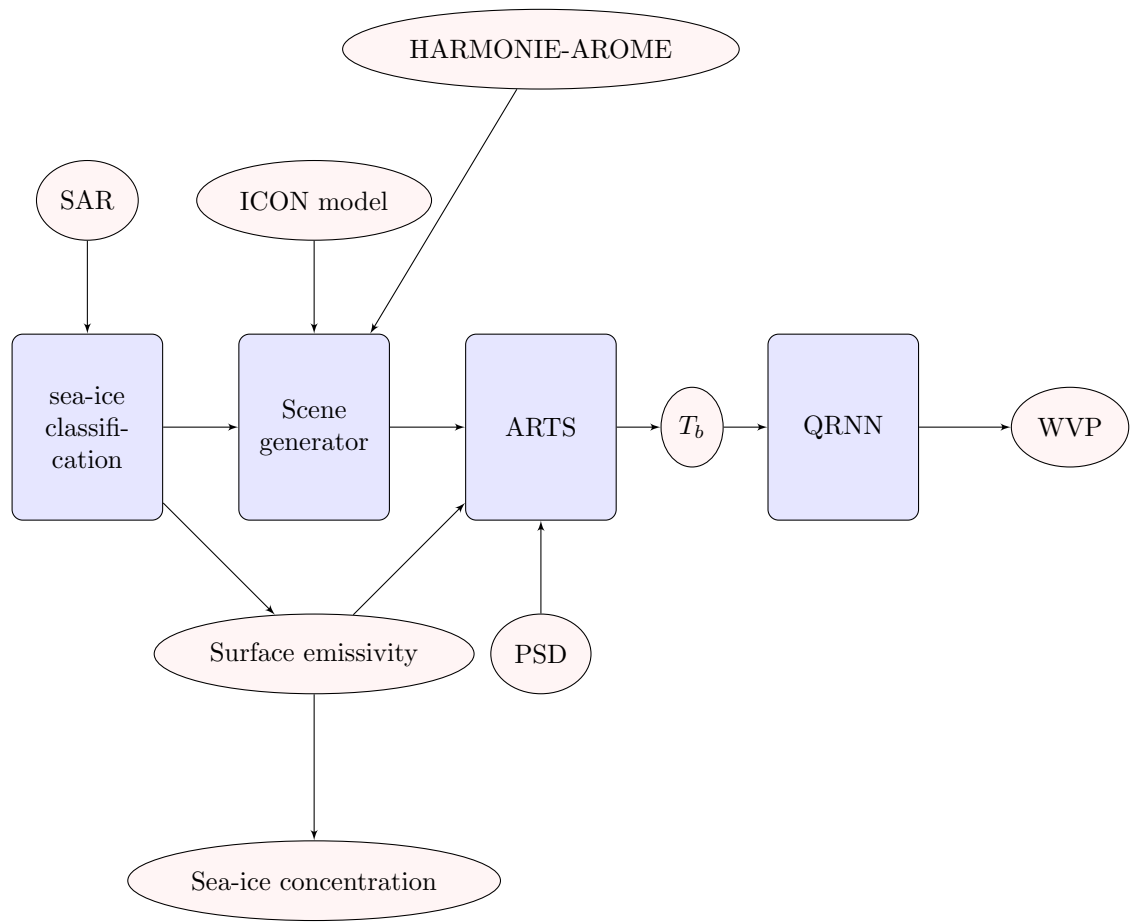 HARMONIE-AROME
SAR
ICON model
sea-ice
classifi-
cation
Scene
generator
ARTS
T_b
QRNN
WVP
Surface emissivity
PSD
Sea-ice concentration